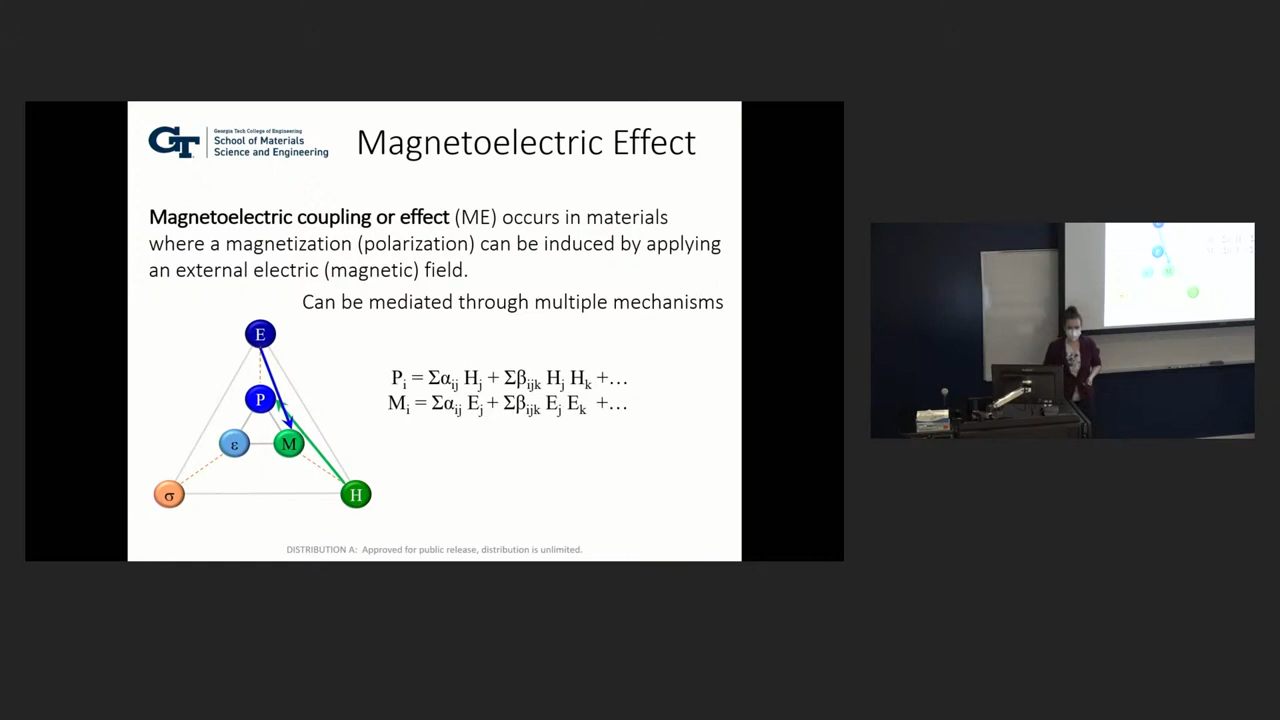 GT
Georgia Tech College of Engineering
School of Materials
Science and Engineering
Magnetoelectric Effect
Magnetoelectric coupling or effect (ME) occurs in materials
where a magnetization (polarization) can be induced by applying
an external electric (magnetic) field.
Can be mediated through multiple mechanisms
E
P
ε
M
σ
H
Pᵢ = Σαᵢⱼ Hⱼ + Σβᵢⱼₖ Hⱼ Hₖ +…
Mᵢ = Σαᵢⱼ Eⱼ + Σβᵢⱼₖ Eⱼ Eₖ +…
DISTRIBUTION A: Approved for public release, distribution is unlimited.